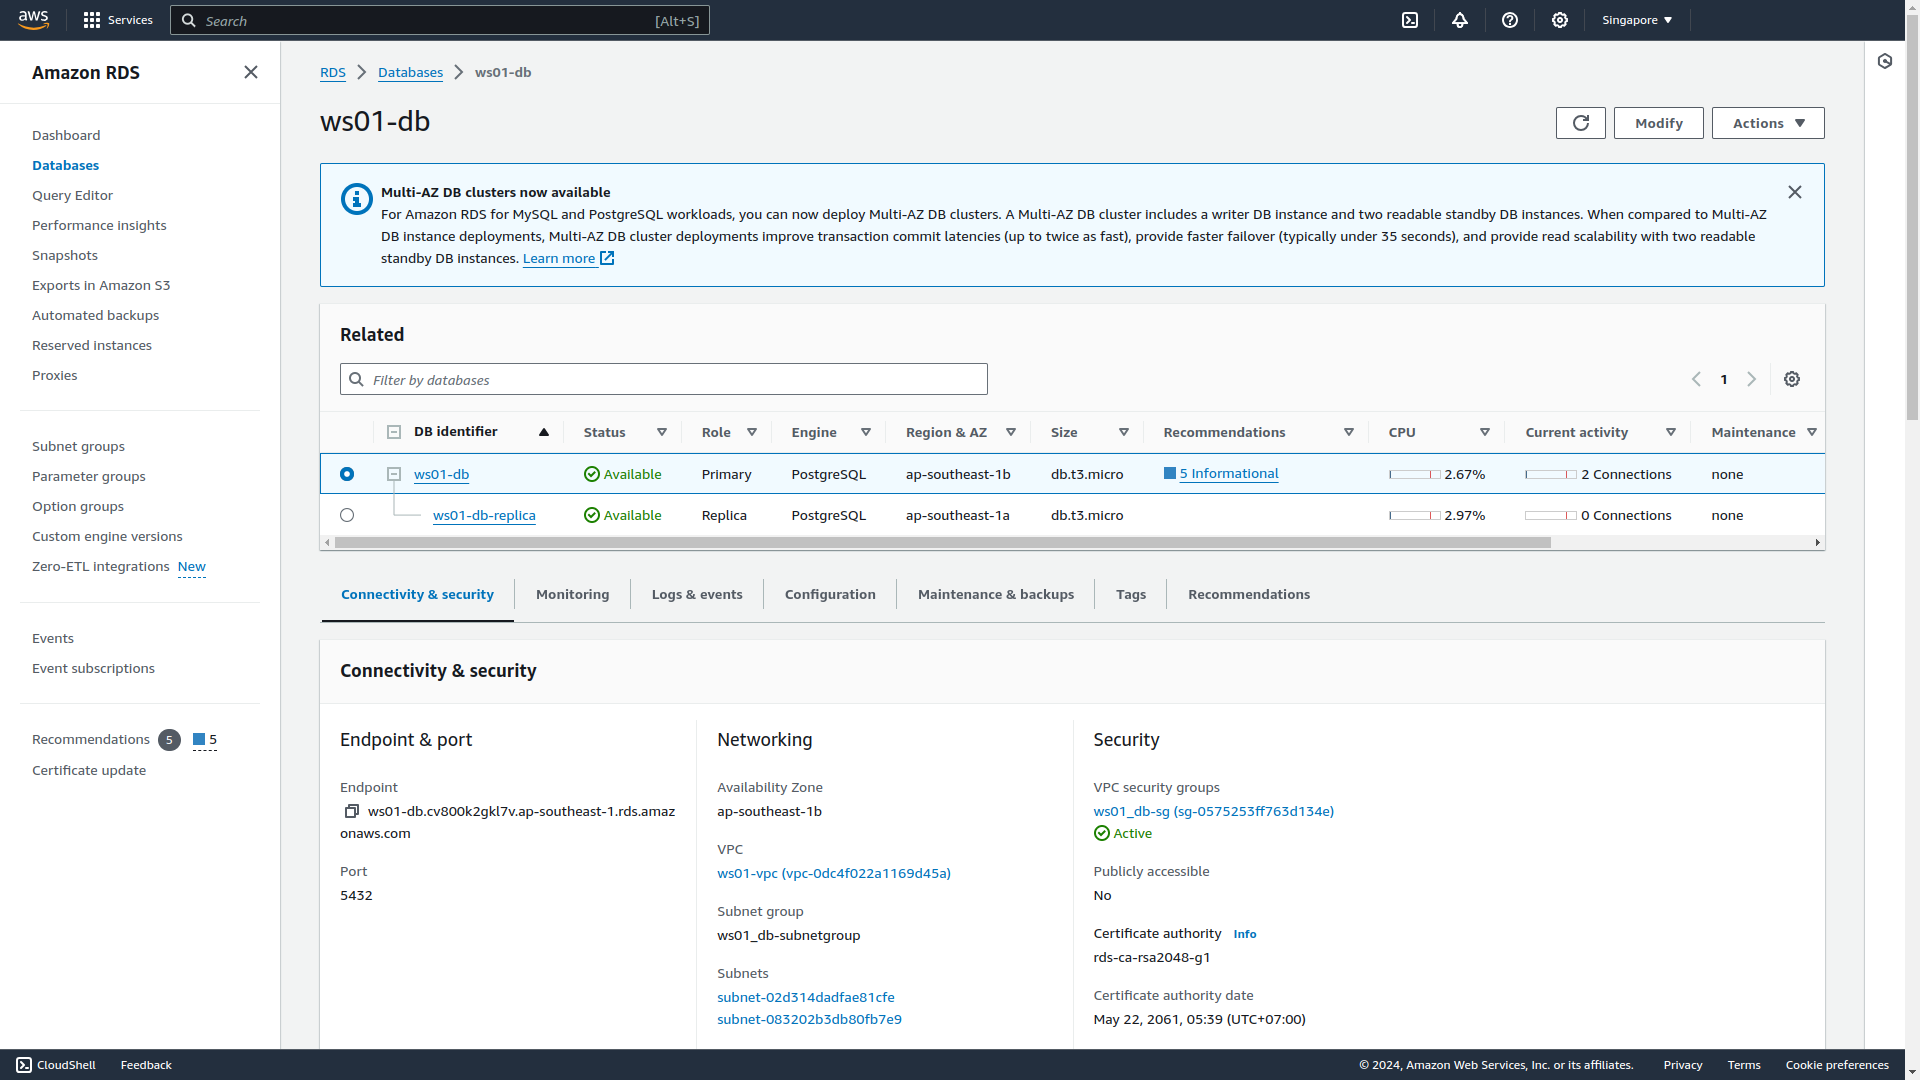 aws
Services
Search
[Alt+S]
Singapore
Amazon RDS
Dashboard
Databases
Query Editor
Performance insights
Snapshots
Exports in Amazon S3
Automated backups
Reserved instances
Proxies
Subnet groups
Parameter groups
Option groups
Custom engine versions
Zero-ETL integrations New
Events
Event subscriptions
Recommendations 5 5
Certificate update
RDS
Databases
ws01-db
ws01-db
Modify
Actions
Multi-AZ DB clusters now available
For Amazon RDS for MySQL and PostgreSQL workloads, you can now deploy Multi-AZ DB clusters. A Multi-AZ DB cluster includes a writer DB instance and two readable standby DB instances. When compared to Multi-AZ
DB instance deployments, Multi-AZ DB cluster deployments improve transaction commit latencies (up to twice as fast), provide faster failover (typically under 35 seconds), and provide read scalability with two readable
standby DB instances. Learn more
Related
Filter by databases
1
DB identifier Status Role Engine Region & AZ Size Recommendations CPU Current activity Maintenance
ws01-db Available Primary PostgreSQL ap-southeast-1b db.t3.micro 5 Informational 2.67% 2 Connections none
ws01-db-replica Available Replica PostgreSQL ap-southeast-1a db.t3.micro 2.97% 0 Connections none
Connectivity & security Monitoring Logs & events Configuration Maintenance & backups Tags Recommendations
Connectivity & security
Endpoint & port
Endpoint
ws01-db.cv800k2gkl7v.ap-southeast-1.rds.amaz
onaws.com
Port
5432
Networking
Availability Zone
ap-southeast-1b
VPC
ws01-vpc (vpc-0dc4f022a1169d45a)
Subnet group
ws01_db-subnetgroup
Subnets
subnet-02d314dadfae81cfe
subnet-083202b3db80fb7e9
Security
VPC security groups
ws01_db-sg (sg-0575253ff763d134e)
Active
Publicly accessible
No
Certificate authority Info
rds-ca-rsa2048-g1
Certificate authority date
May 22, 2061, 05:39 (UTC+07:00)
CloudShell
Feedback
© 2024, Amazon Web Services, Inc. or its affiliates.
Privacy
Terms
Cookie preferences